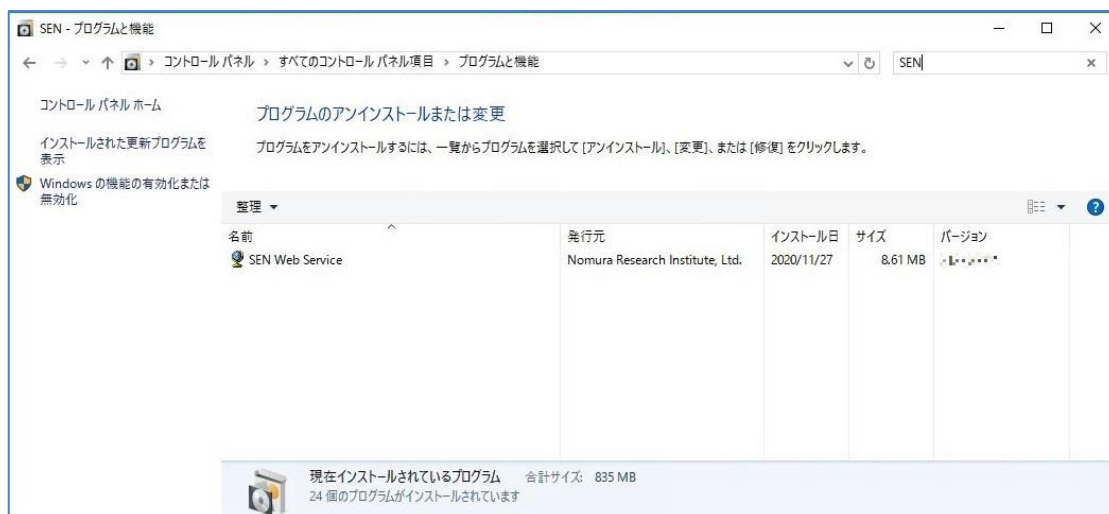 SEN - プログラムと機能
コントロール パネル › すべてのコントロール パネル項目 › プログラムと機能
SEN
コントロール パネル ホーム
インストールされた更新プログラムを
表示
Windows の機能の有効化または
無効化
プログラムのアンインストールまたは変更
プログラムをアンインストールするには、一覧からプログラムを選択して [アンインストール]、[変更]、または [修復] をクリックします。
整理
名前 発行元 インストール日 サイズ バージョン
SEN Web Service Nomura Research Institute, Ltd. 2020/11/27 8.61 MB
現在インストールされているプログラム 合計サイズ: 835 MB
24 個のプログラムがインストールされています